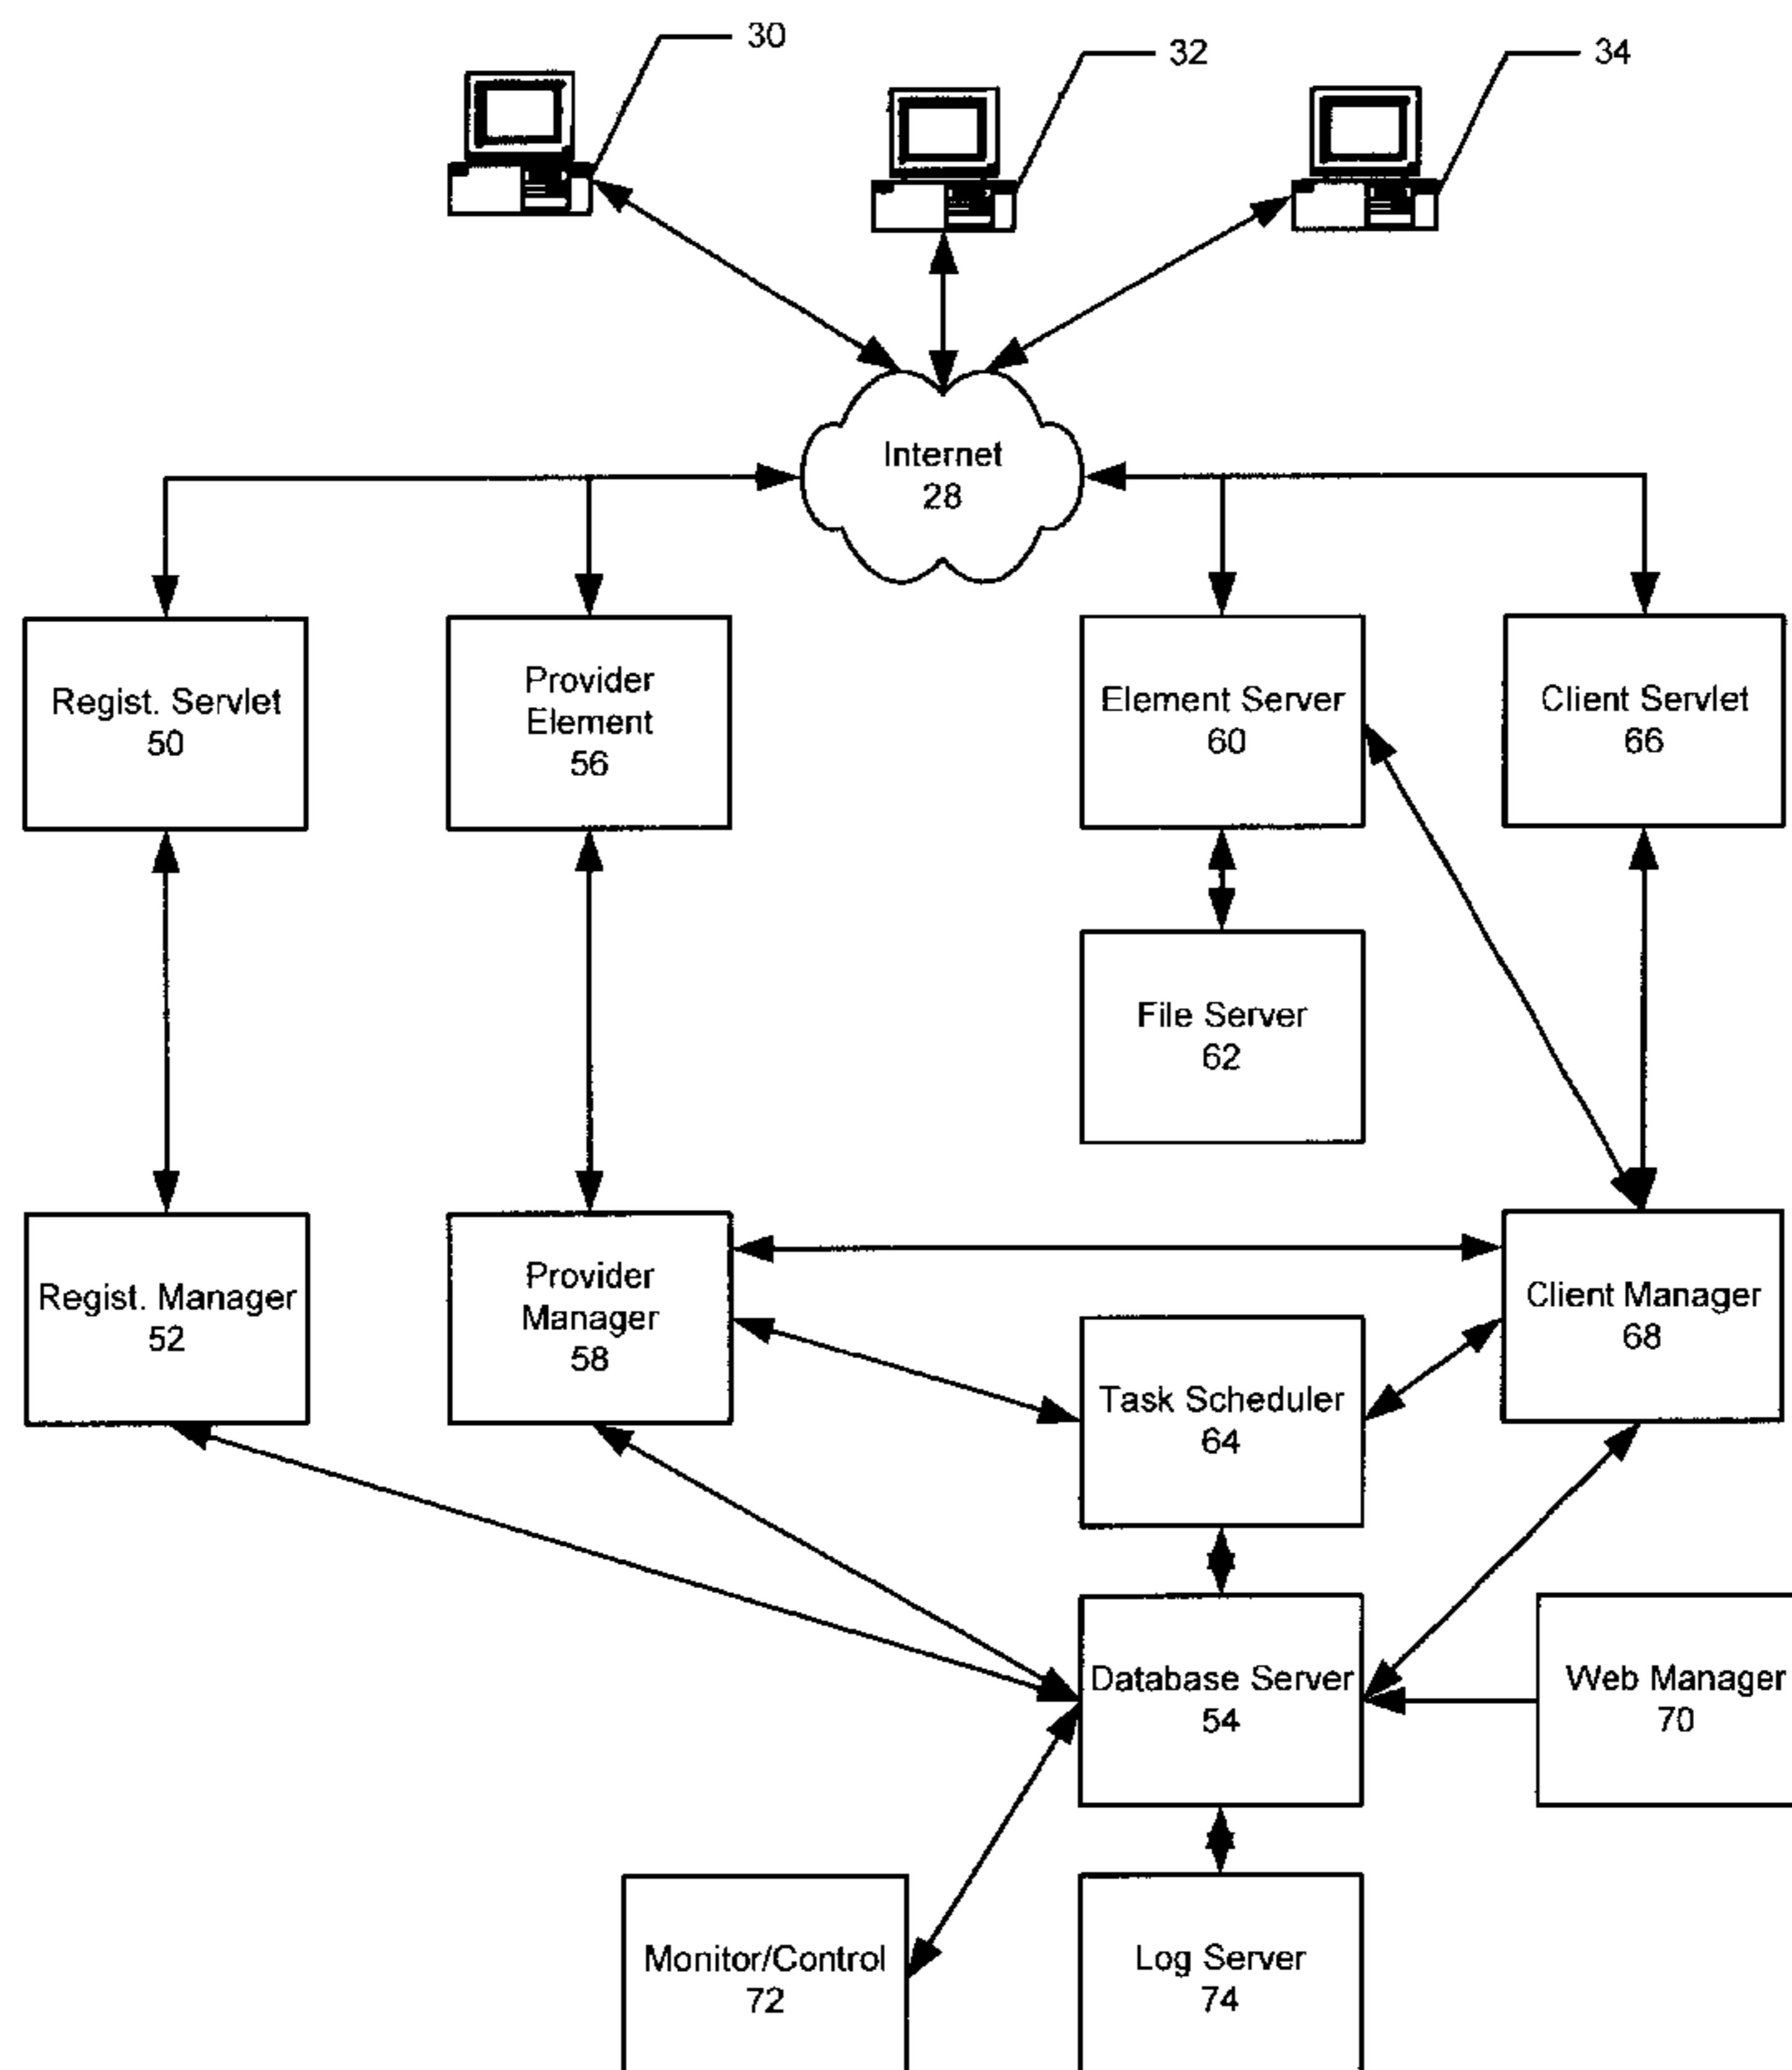 30
32
34
Internet
28
Regist. Servlet
50
Provider
Element
56
Element Server
60
Client Servlet
66
File Server
62
Regist. Manager
52
Provider
Manager
58
Client Manager
68
Task Scheduler
64
Database Server
54
Web Manager
70
Monitor/Control
72
Log Server
74